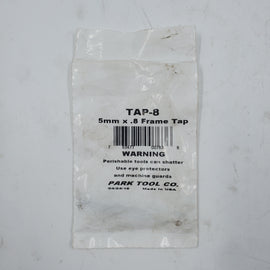 TAP-8
5mm x .8 Frame Tap
WARNING
Perishable tools can shatter
Use eye protectors
and machine guards
PARK TOOL CO.
Made in USA